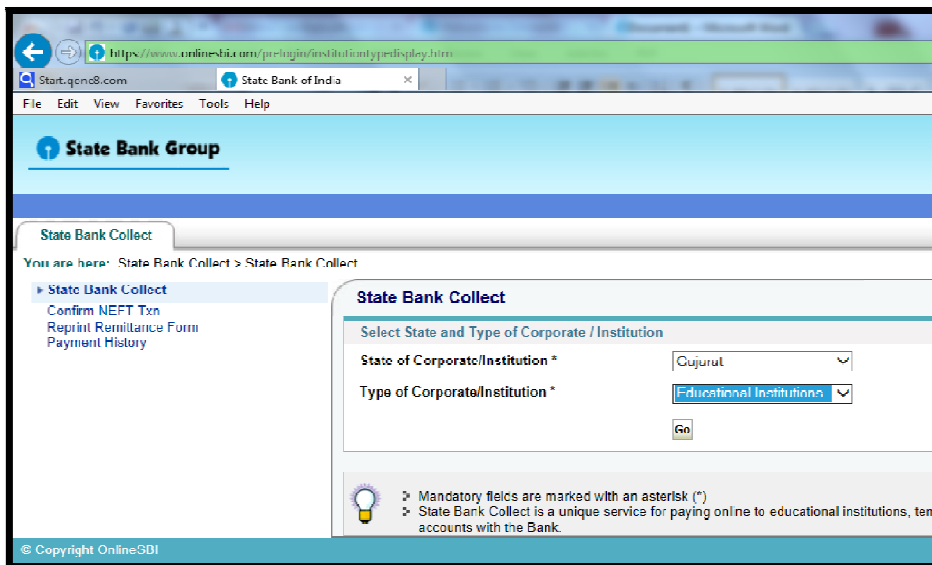 Document1 - Microsoft Word
https://www.onlinesbi.com/prelogin/institutiontypedisplay.htm
Start.qone8.com State Bank of India ×
File Edit View Favorites Tools Help
State Bank Group
State Bank Collect
You are here: State Bank Collect > State Bank Collect
State Bank Collect
Confirm NEFT Txn
Reprint Remittance Form
Payment History
State Bank Collect
Select State and Type of Corporate / Institution
State of Corporate/Institution * Gujarat
Type of Corporate/Institution * Educational Institutions
Go
Mandatory fields are marked with an asterisk (*)
State Bank Collect is a unique service for paying online to educational institutions, tem
accounts with the Bank.
© Copyright OnlineSBI